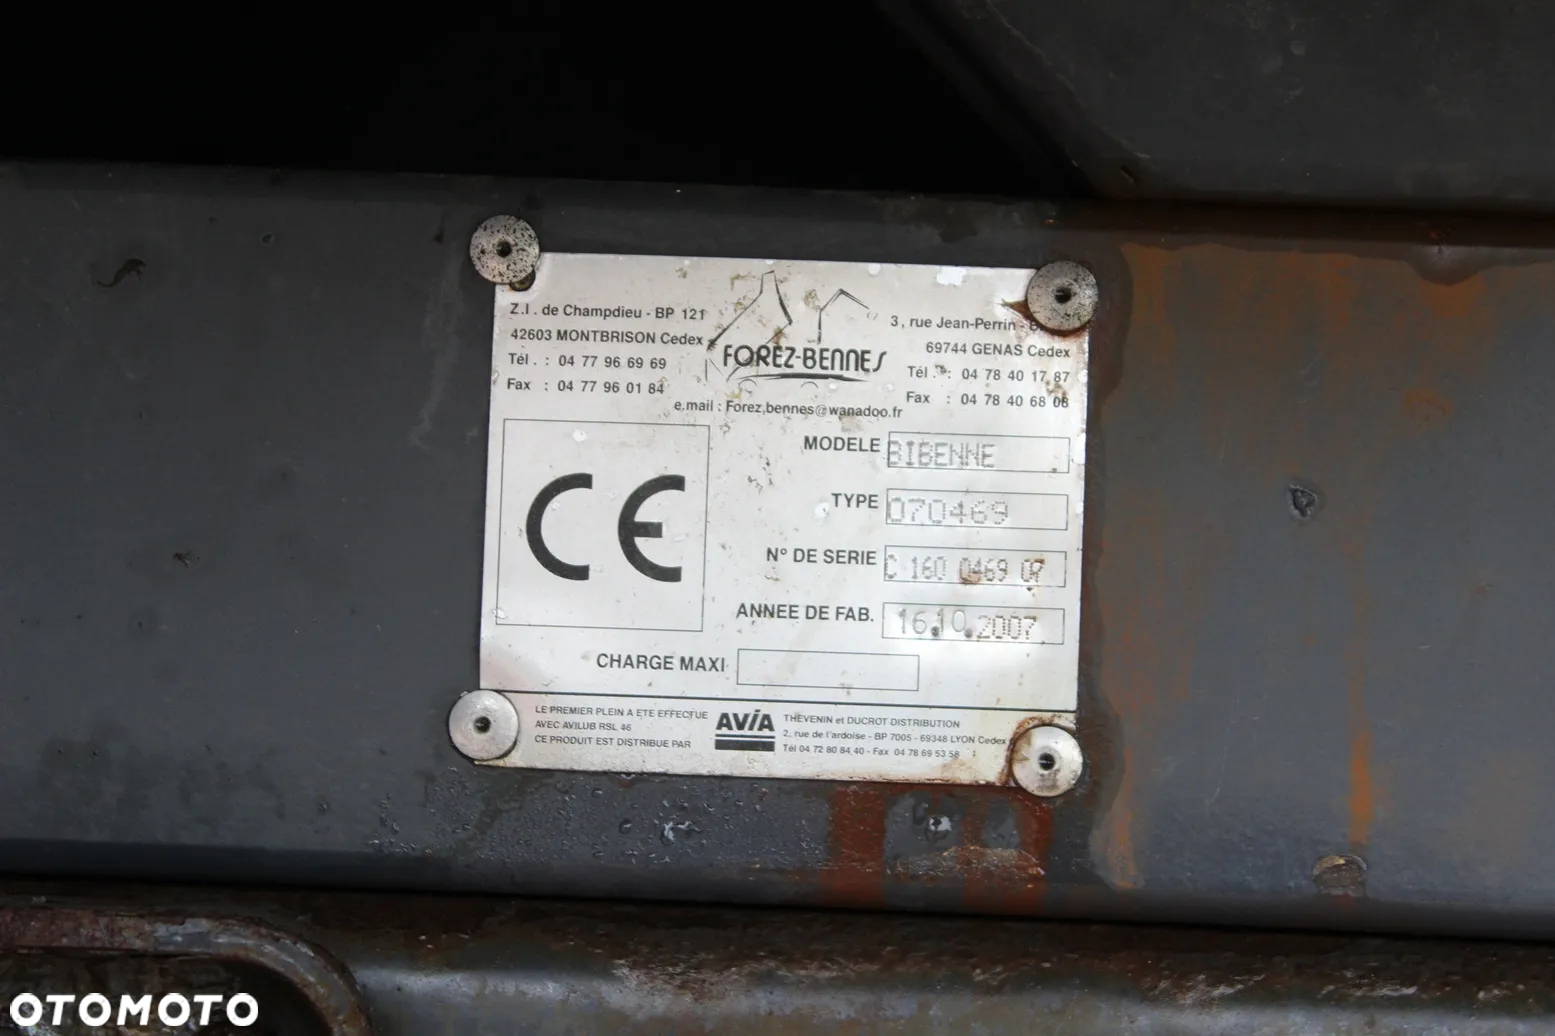 Z.I. de Champdieu - BP 121
42603 MONTBRISON Cedex
Tél. : 04 77 96 69 69
Fax : 04 77 96 01 84
FOREZ-BENNES
3, rue Jean-Perrin -
69744 GENAS Cedex
Tél. : 04 78 40 17 87
Fax : 04 78 40 68 08
e.mail : Forez.bennes@wanadoo.fr
CE
MODELE BIBENNE
TYPE 070469
N° DE SERIE C 160 0469 07
ANNEE DE FAB. 16.10.2007
CHARGE MAXI
LE PREMIER PLEIN A ETE EFFECTUE
AVEC AVILUB RSL 46
CE PRODUIT EST DISTRIBUE PAR
AVIA
THEVENIN et DUCROT DISTRIBUTION
2, rue de l'ardoise - BP 7005 - 69348 LYON Cedex
Tél 04 72 80 84 40 - Fax 04 78 69 53 58
OTOMOTO